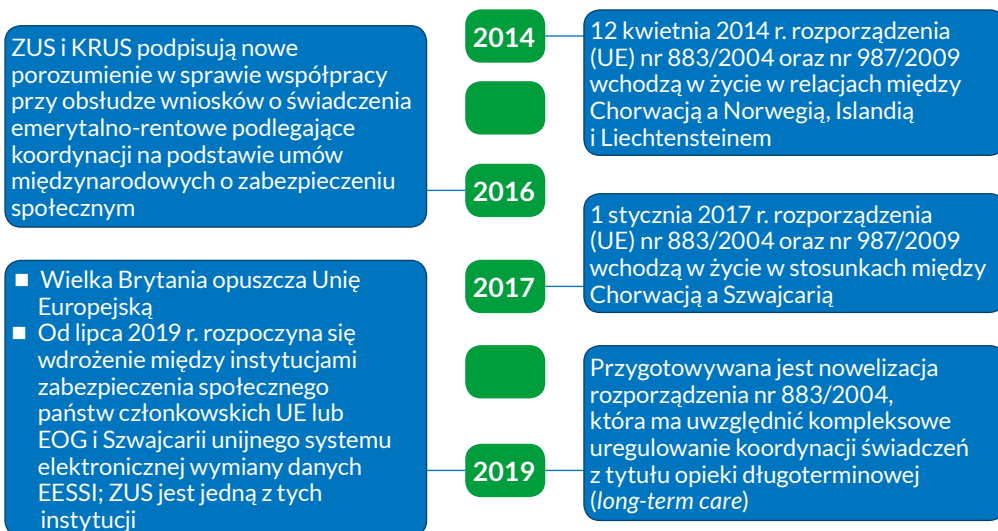 2014
12 kwietnia 2014 r. rozporządzenia
(UE) nr 883/2004 oraz nr 987/2009
wchodzą w życie w relacjach między
Chorwacją a Norwegią, Islandią
i Liechtensteinem
ZUS i KRUS podpisują nowe
porozumienie w sprawie współpracy
przy obsłudze wniosków o świadczenia
emerytalno-rentowe podlegające
koordynacji na podstawie umów
międzynarodowych o zabezpieczeniu
społecznym
2016
2017
1 stycznia 2017 r. rozporządzenia
(UE) nr 883/2004 oraz nr 987/2009
wchodzą w życie w stosunkach między
Chorwacją a Szwajcarią
■ Wielka Brytania opuszcza Unię
Europejską
■ Od lipca 2019 r. rozpoczyna się
wdrożenie między instytucjami
zabezpieczenia społecznego
państw członkowskich UE lub
EOG i Szwajcarii unijnego systemu
elektronicznej wymiany danych
EESSI; ZUS jest jedną z tych
instytucji
2019
Przygotowywana jest nowelizacja
rozporządzenia nr 883/2004,
która ma uwzględnić kompleksowe
uregulowanie koordynacji świadczeń
z tytułu opieki długoterminowej
(long-term care)